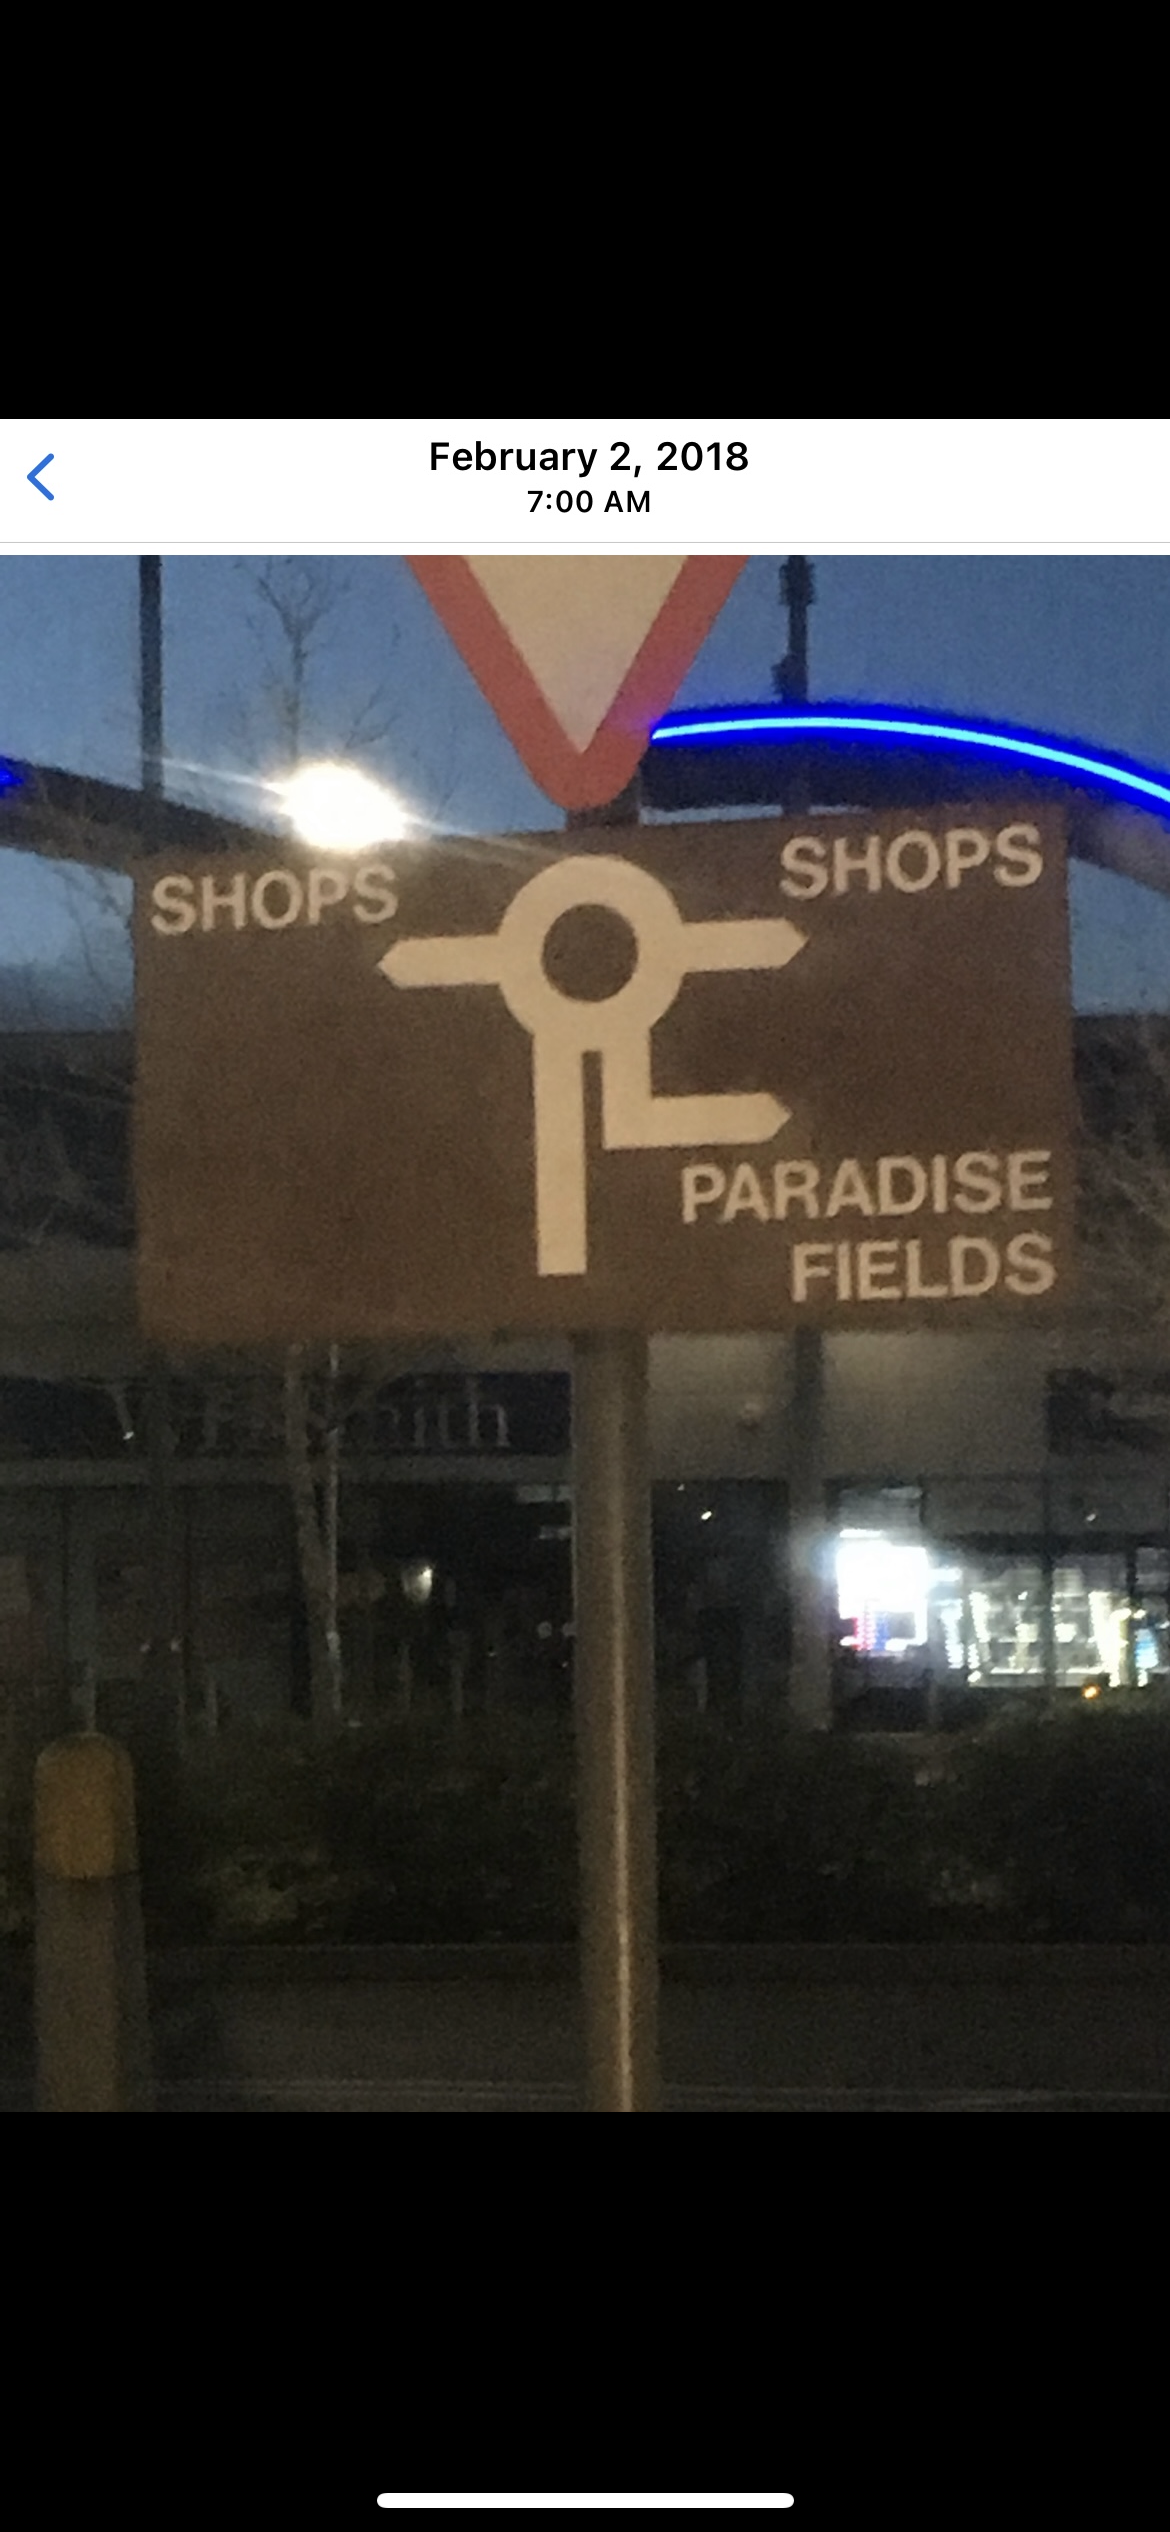 February 2, 2018
7:00 AM
SHOPS
SHOPS
PARADISE
FIELDS